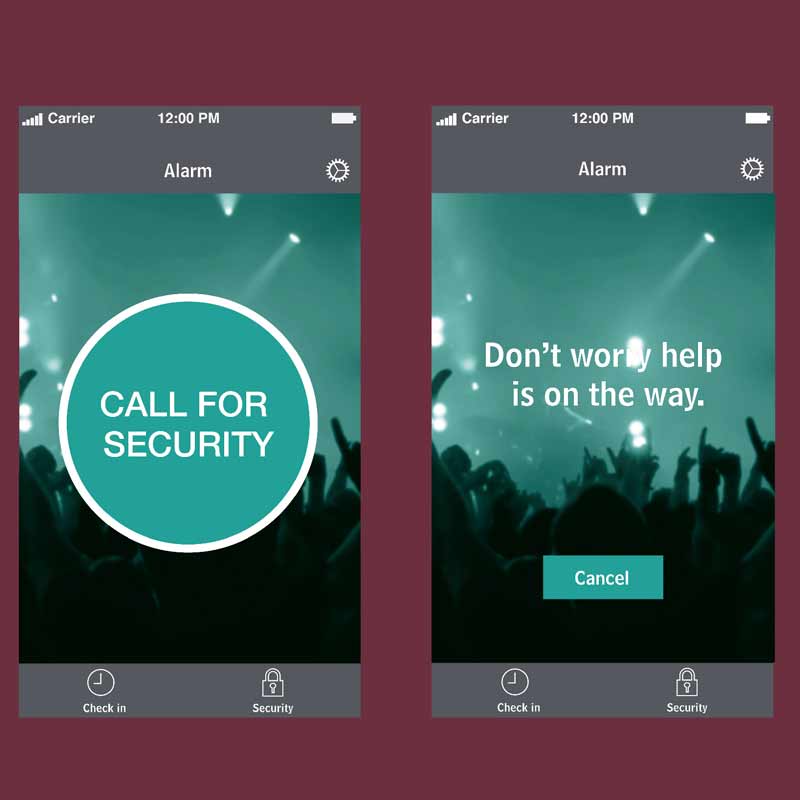 Carrier 12:00 PM
Alarm
CALL FOR
SECURITY
Check in Security
Carrier 12:00 PM
Alarm
Don't worry help
is on the way.
Cancel
Check in Security